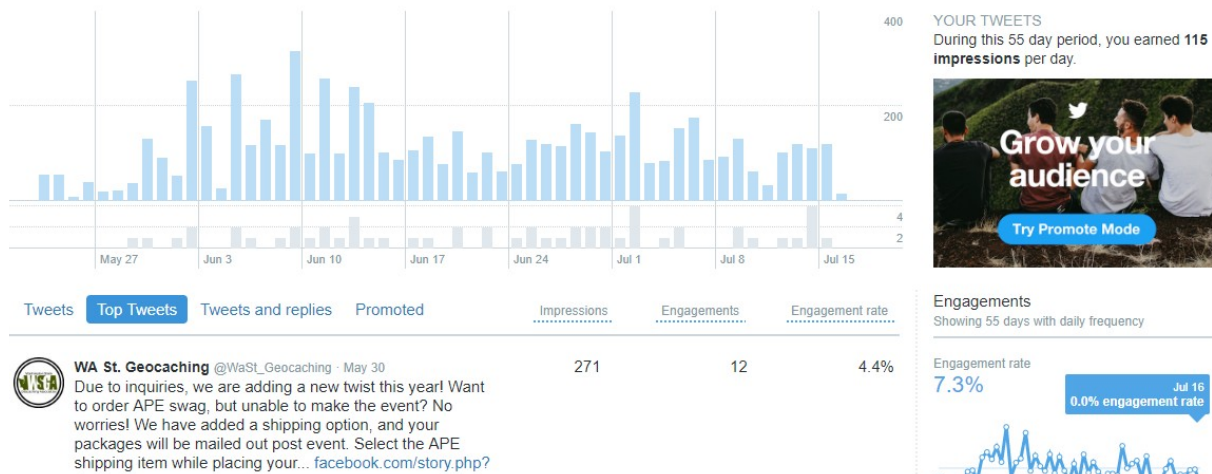 400
200
4
2
May 27
Jun 3
Jun 10
Jun 17
Jun 24
Jul 1
Jul 8
Jul 15
YOUR TWEETS
During this 55 day period, you earned 115
impressions per day.
Grow your
audience
Try Promote Mode
Tweets
Top Tweets
Tweets and replies
Promoted
Impressions
Engagements
Engagement rate
WSGA
WA St. Geocaching @WaSt_Geocaching · May 30
Due to inquiries, we are adding a new twist this year! Want
to order APE swag, but unable to make the event? No
worries! We have added a shipping option, and your
packages will be mailed out post event. Select the APE
shipping item while placing your... facebook.com/story.php?
271
12
4.4%
Engagements
Showing 55 days with daily frequency
Engagement rate
7.3%
Jul 16
0.0% engagement rate